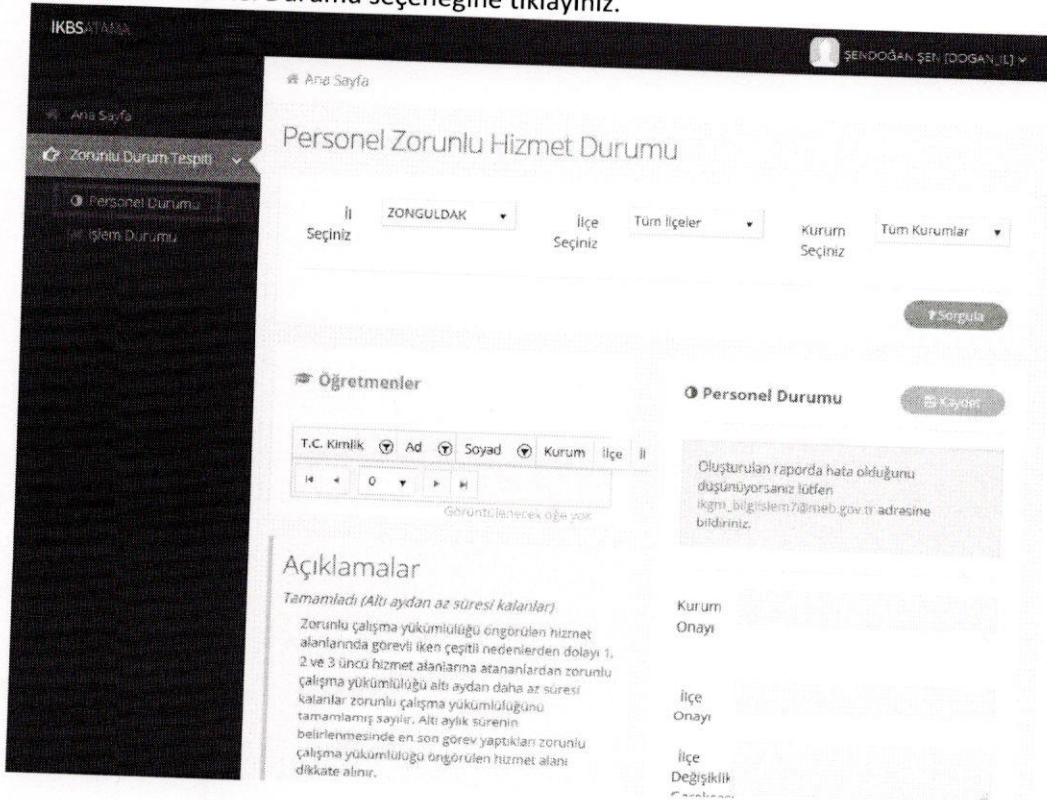 Durumu seçeneğine tıklayınız.
IKBSATAMA
ŞENDOĞAN ŞEN [DOGAN_IL]
Ana Sayfa
Ana Sayfa
Zorunlu Durum Tespiti
Personel Durumu
İşlem Durumu
Personel Zorunlu Hizmet Durumu
İl Seçiniz
ZONGULDAK
İlçe Seçiniz
Tüm İlçeler
Kurum Seçiniz
Tüm Kurumlar
? Sorgula
Öğretmenler
T.C. Kimlik Ad Soyad Kurum İlçe İl
0
Görüntülenecek öğe yok
Personel Durumu
Kaydet
Oluşturulan raporda hata olduğunu
düşünüyorsanız lütfen
ikgm_bilgiislem7@meb.gov.tr adresine
bildiriniz.
Açıklamalar
Tamamladı (Altı aydan az süresi kalanlar)
Zorunlu çalışma yükümlülüğü öngörülen hizmet
alanlarında görevli iken çeşitli nedenlerden dolayı 1,
2 ve 3 üncü hizmet alanlarına atananlardan zorunlu
çalışma yükümlülüğü altı aydan daha az süresi
kalanlar zorunlu çalışma yükümlülüğünü
tamamlamış sayılır. Altı aylık sürenin
belirlenmesinde en son görev yaptıkları zorunlu
çalışma yükümlülüğü öngörülen hizmet alanı
dikkate alınır.
Kurum
Onayı
İlçe
Onayı
İlçe
Değişiklik